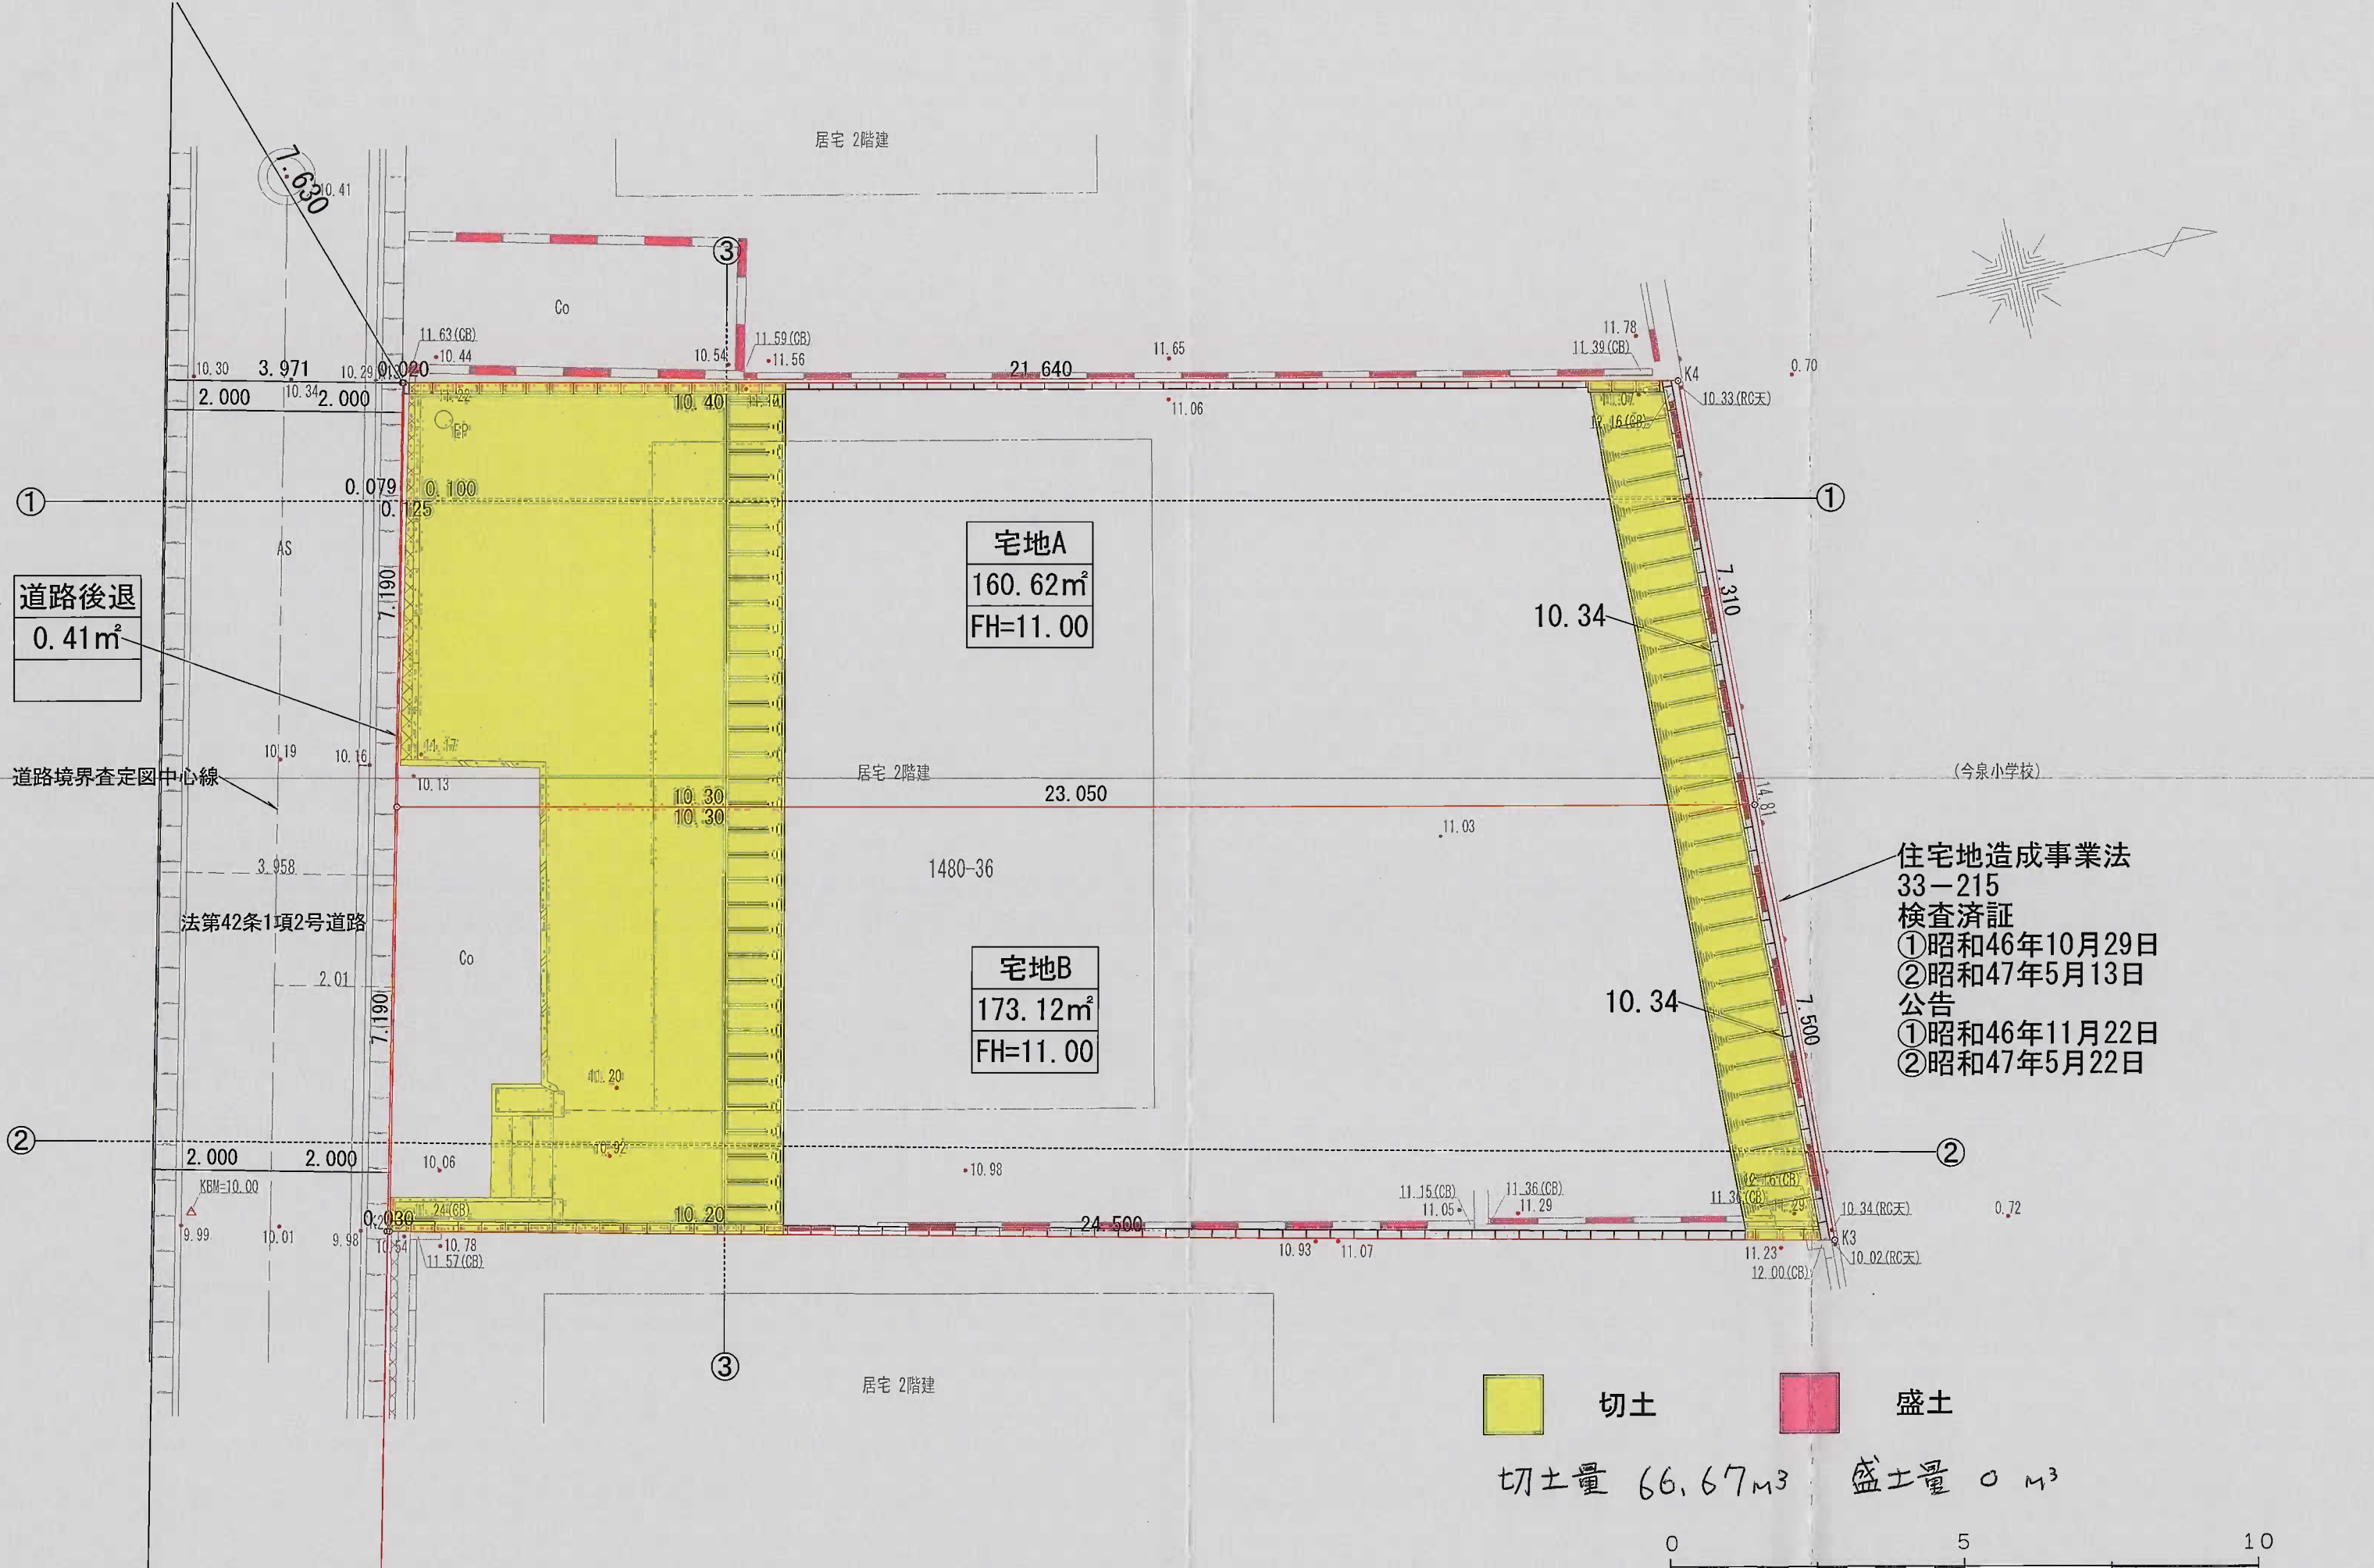 居宅 2階建
7.630
10.41
③
Co
11.63(CB)
10.44
10.54
11.59(CB)
11.56
11.65
11.78
11.39(CB)
21.640
K4
0.70
10.33(RC天)
10.30
3.971
10.29
0.020
2.000
10.34
2.000
10.40
11.06
12.16(CB)
①
0.079
0.100
0.125
①
AS
宅地A
160.62㎡
FH=11.00
道路後退
0.41㎡
7.190
10.34
7.310
10.19
10.16
道路境界査定図中心線
10.13
居宅 2階建
(今泉小学校)
10.30
23.050
10.30
14.81
11.03
3.958
1480-36
法第42条1項2号道路
Co
2.01
7.190
宅地B
173.12㎡
FH=11.00
10.34
7.500
住宅地造成事業法
33－215
検査済証
①昭和46年10月29日
②昭和47年5月13日
公告
①昭和46年11月22日
②昭和47年5月22日
②
10.92
②
2.000
2.000
10.06
10.98
KBM=10.00
11.15(CB)
11.36(CB)
11.05
11.29
10.34(RC天)
0.72
0.030
10.20
24.500
9.99
10.01
9.98
10.54
10.78
11.57(CB)
10.93
11.07
11.23
12.00(CB)
K3
10.02(RC天)
③
居宅 2階建
切土
盛土
切土量 66.67m3 盛土量 0 m3
0 5 10